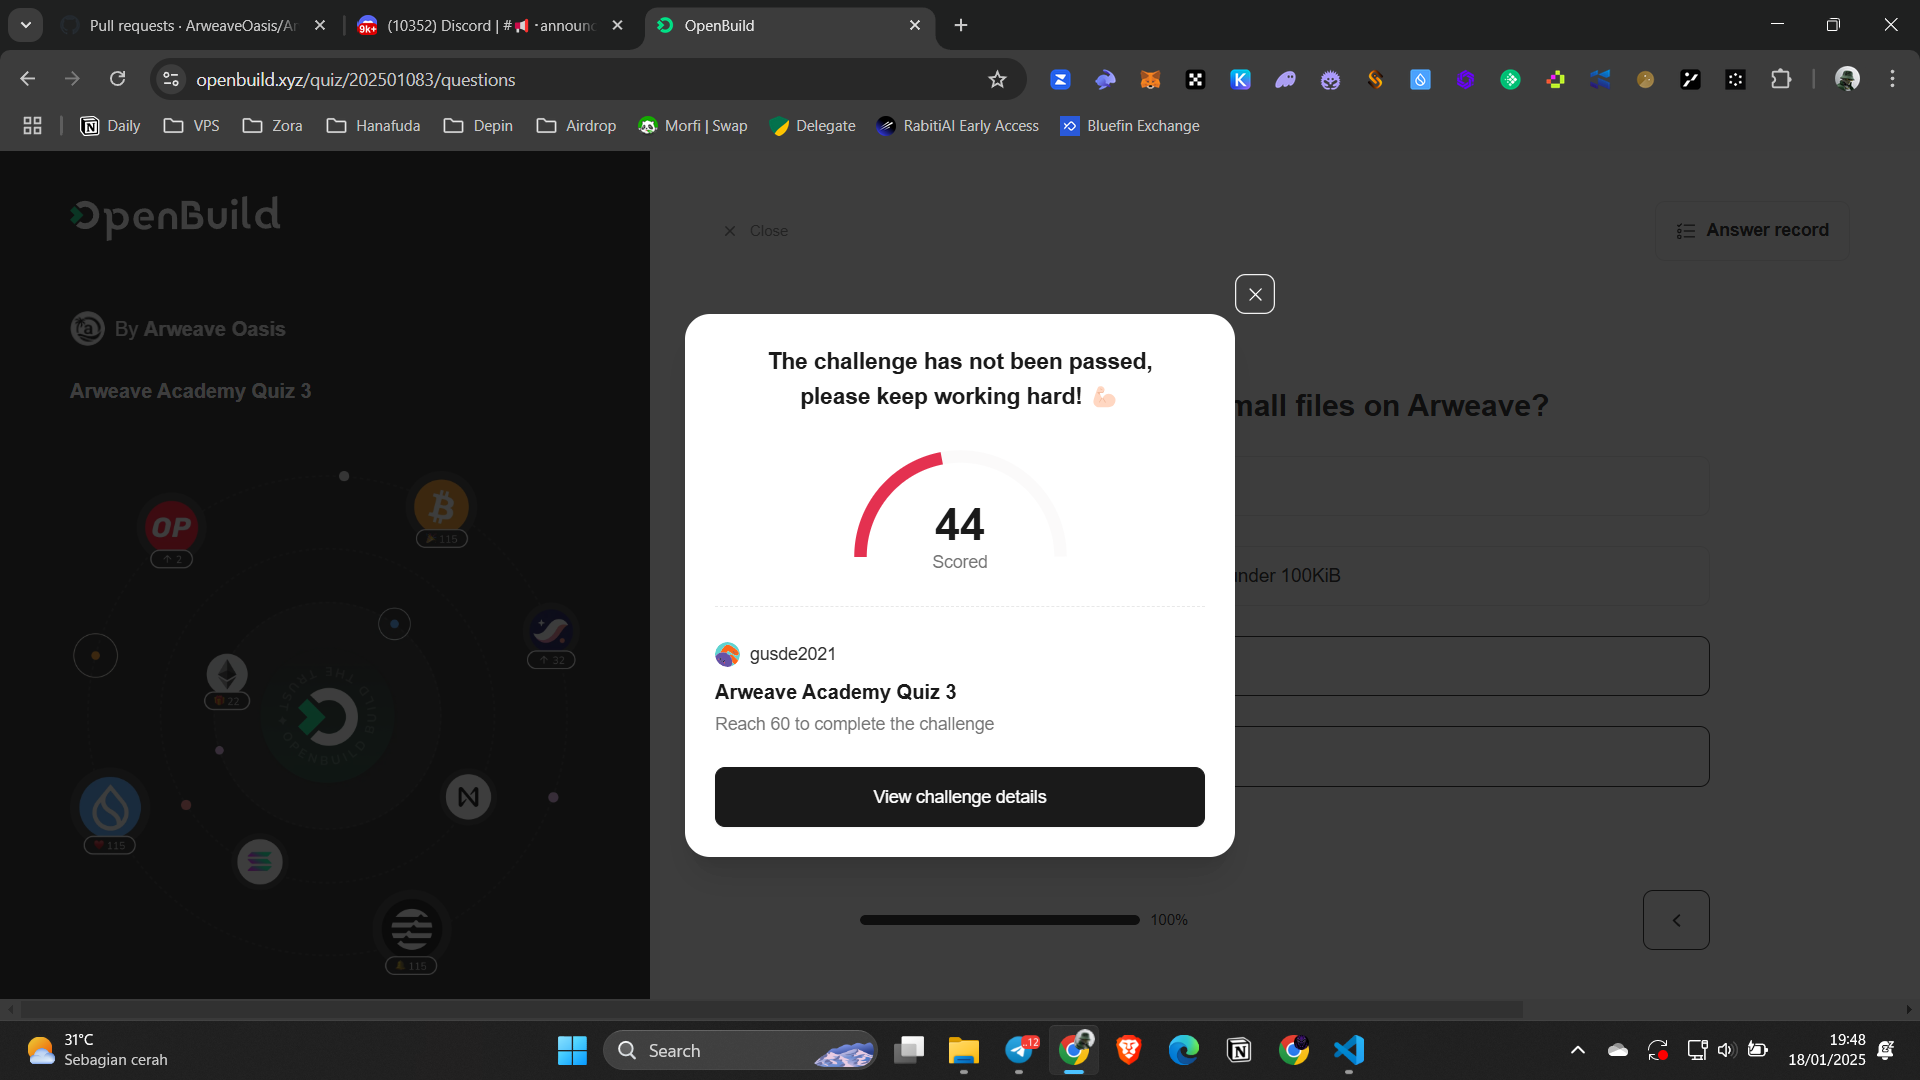 Pull requests · ArweaveOasis/Ar
(10352) Discord | #📢 · announc
OpenBuild
openbuild.xyz/quiz/202501083/questions
Daily
VPS
Zora
Hanafuda
Depin
Airdrop
Morfi | Swap
Delegate
RabitiAI Early Access
Bluefin Exchange
OpenBuild
Close
Answer record
By Arweave Oasis
Arweave Academy Quiz 3
mall files on Arweave?
under 100KiB
The challenge has not been passed,
please keep working hard! 💪🏻
44
Scored
gusde2021
Arweave Academy Quiz 3
Reach 60 to complete the challenge
View challenge details
OP
2
115
32
22
115
115
100%
31°C
Sebagian cerah
Search
9k+
..12
19:48
18/01/2025